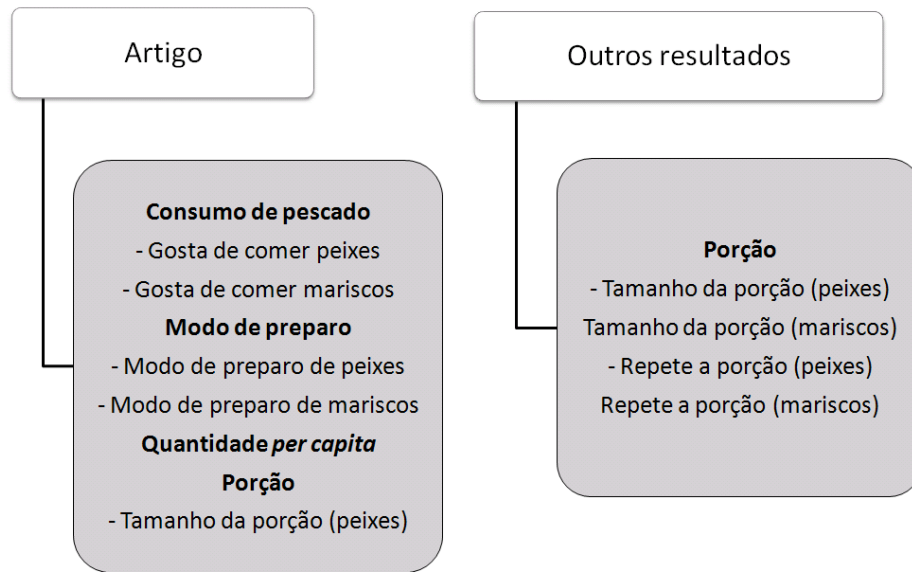 Artigo
Consumo de pescado
- Gosta de comer peixes
- Gosta de comer mariscos
Modo de preparo
- Modo de preparo de peixes
- Modo de preparo de mariscos
Quantidade per capita
Porção
- Tamanho da porção (peixes)
Outros resultados
Porção
- Tamanho da porção (peixes)
Tamanho da porção (mariscos)
- Repete a porção (peixes)
Repete a porção (mariscos)